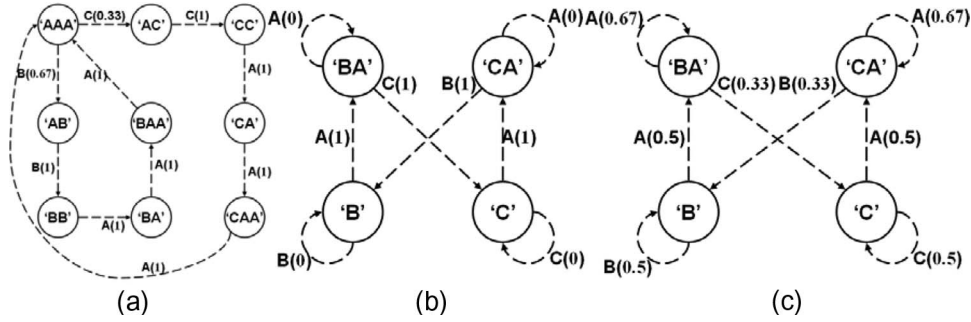 'AAA' C(0.33) 'AC' C(1) 'CC'
B(0.67) A(1) A(1)
'AB' 'BAA' 'CA'
B(1) A(1) A(1)
'BB' A(1) 'BA' 'CAA'
A(1)
(a)
A(0) A(0)
'BA' 'CA'
C(1) B(1)
A(1) A(1)
'B' 'C'
B(0) C(0)
(b)
A(0.67) A(0.67)
'BA' 'CA'
C(0.33) B(0.33)
A(0.5) A(0.5)
'B' 'C'
B(0.5) C(0.5)
(c)